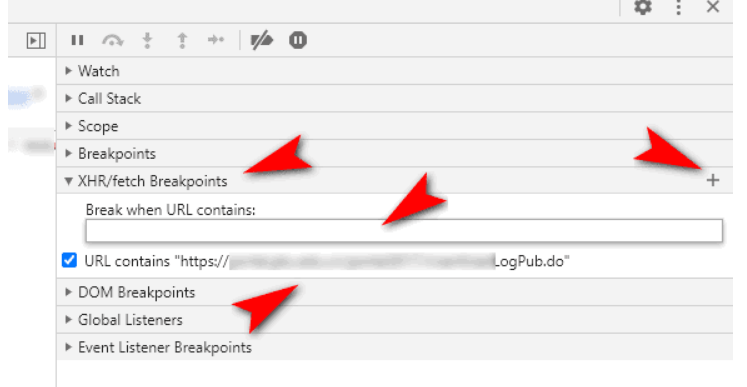 Watch
Call Stack
Scope
Breakpoints
XHR/fetch Breakpoints
Break when URL contains:
URL contains "https:// LogPub.do"
DOM Breakpoints
Global Listeners
Event Listener Breakpoints